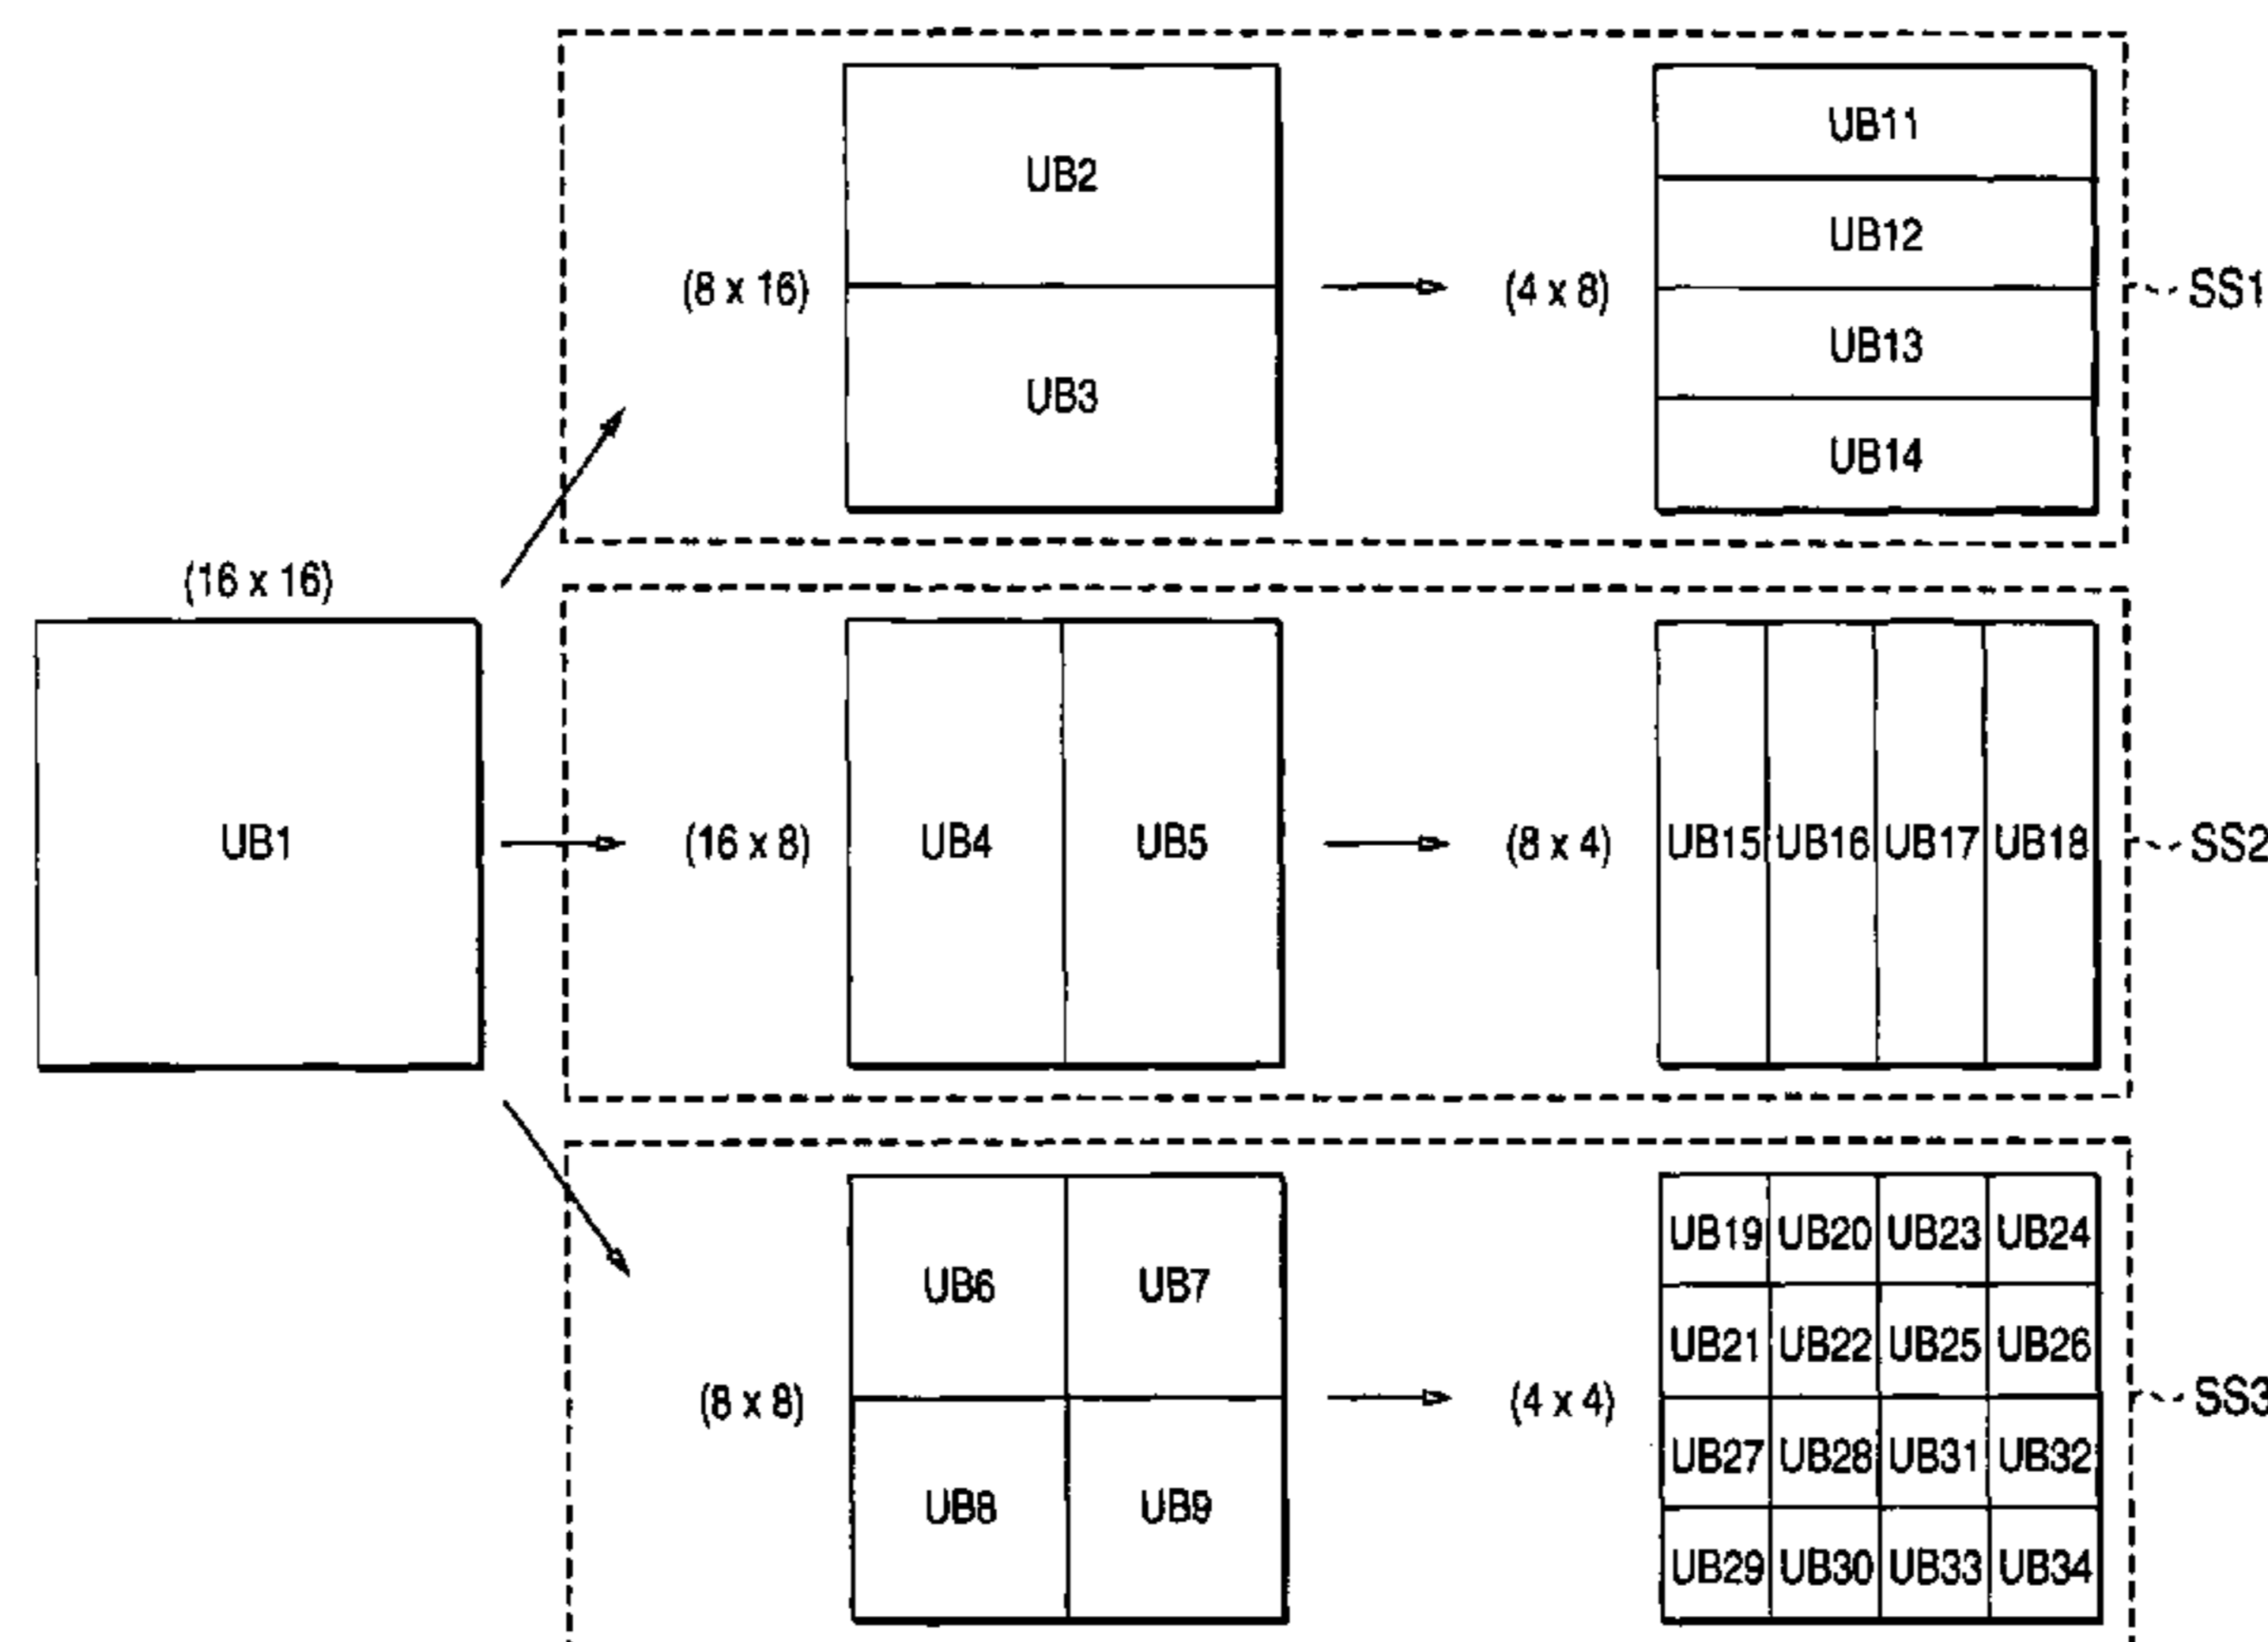 UB2
UB3
(8 x 16)
(4 x 8)
UB11
UB12
UB13
UB14
SS1
(16 x 16)
UB1
(16 x 8)
UB4 UB5
(8 x 4)
UB15 UB16 UB17 UB18
SS2
(8 x 8)
UB6 UB7
UB8 UB9
(4 x 4)
UB19 UB20 UB23 UB24
UB21 UB22 UB25 UB26
UB27 UB28 UB31 UB32
UB29 UB30 UB33 UB34
SS3